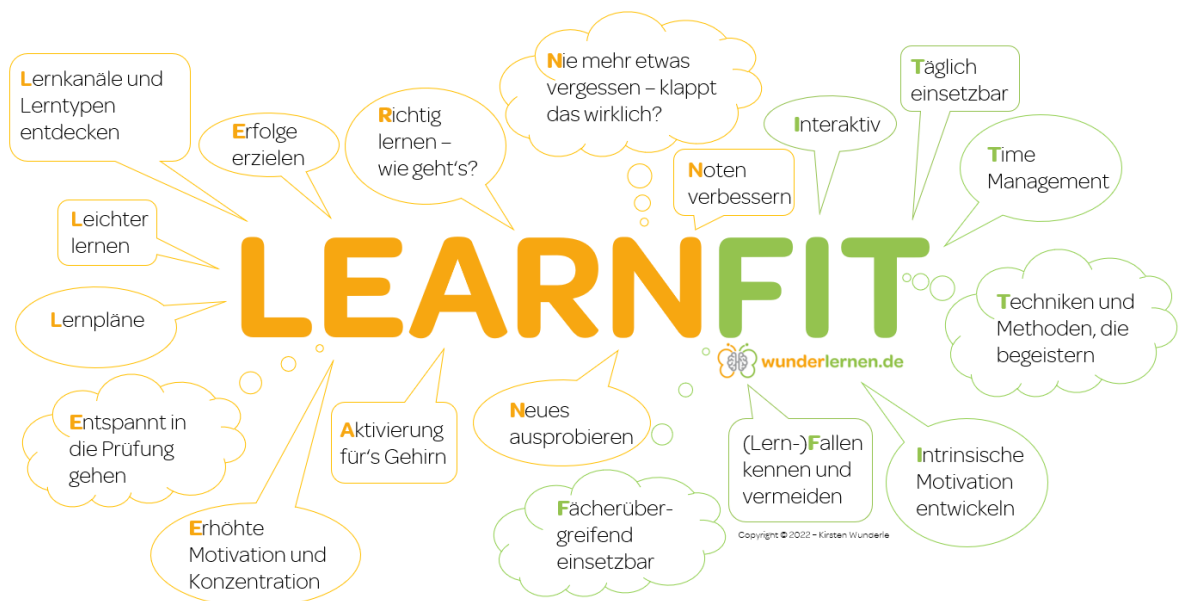 Lernkanäle und
Lerntypen
entdecken
Erfolge
erzielen
Richtig
lernen –
wie geht's?
Nie mehr etwas
vergessen – klappt
das wirklich?
Noten
verbessern
Interaktiv
Täglich
einsetzbar
Time
Management
Leichter
lernen
LEARNFIT
Lernpläne
Techniken und
Methoden, die
begeistern
wunderlernen.de
Entspannt in
die Prüfung
gehen
Aktivierung
für's Gehirn
Neues
ausprobieren
(Lern-)Fallen
kennen und
vermeiden
Intrinsische
Motivation
entwickeln
Erhöhte
Motivation und
Konzentration
Fächerüber-
greifend
einsetzbar
Copyright © 2022 – Kirsten Wunderle